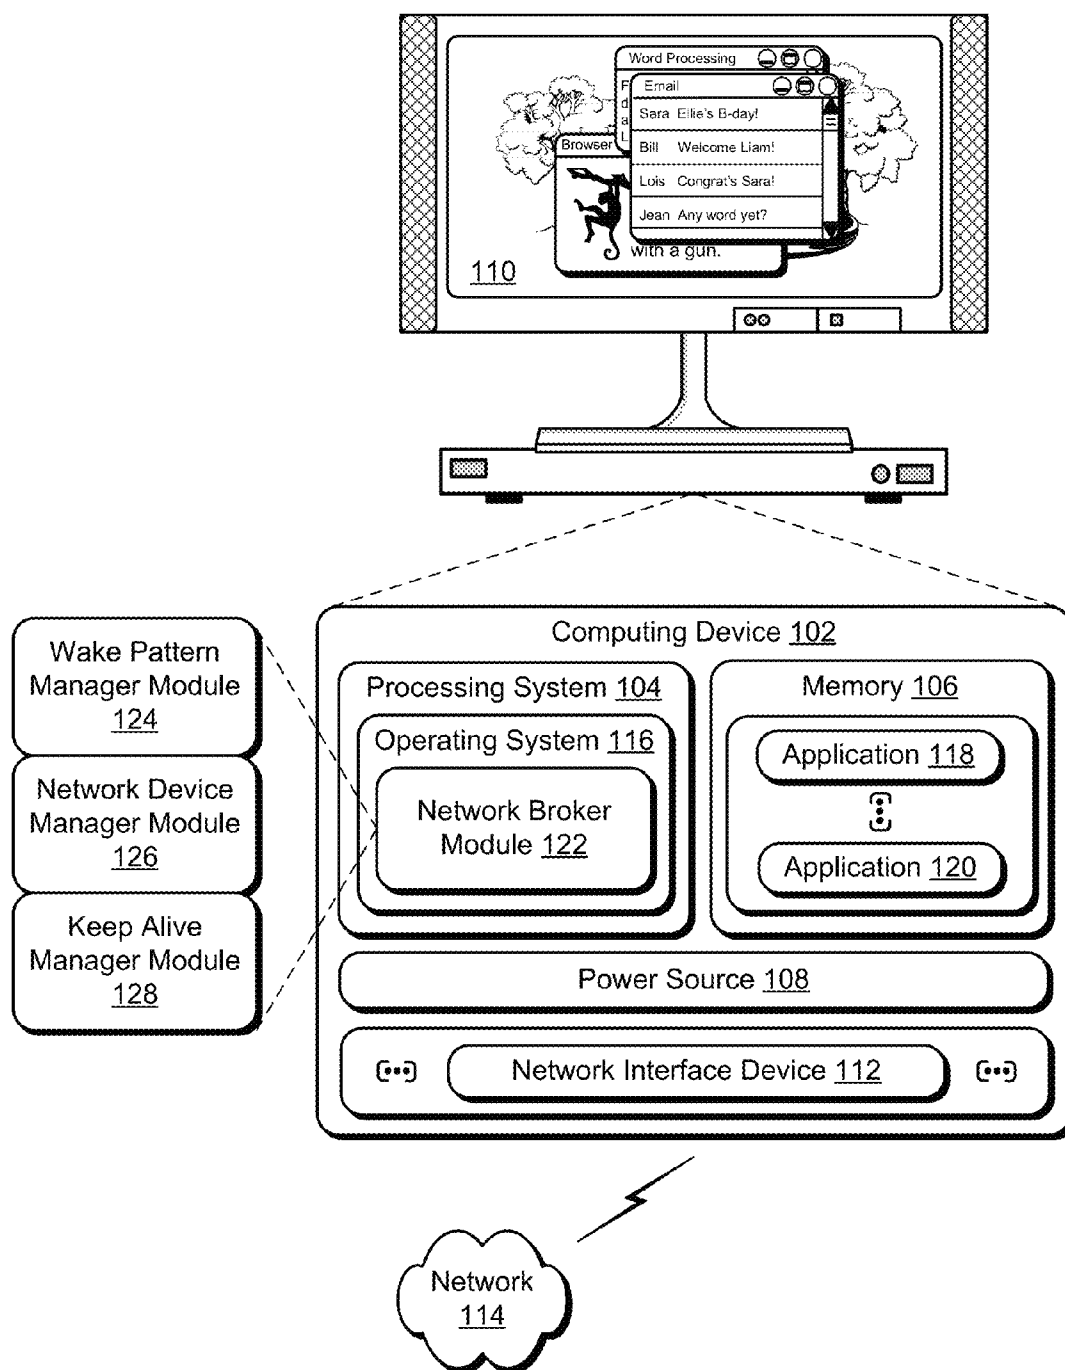 Word Processing
F
Email
d
a
L
Sara Ellie's B-day!
Bill Welcome Liam!
Lois Congrat's Sara!
Jean Any word yet?
Browser
with a gun.
110
Computing Device 102
Processing System 104
Operating System 116
Network Broker
Module 122
Memory 106
Application 118
Application 120
Power Source 108
Network Interface Device 112
Wake Pattern
Manager Module
124
Network Device
Manager Module
126
Keep Alive
Manager Module
128
Network
114